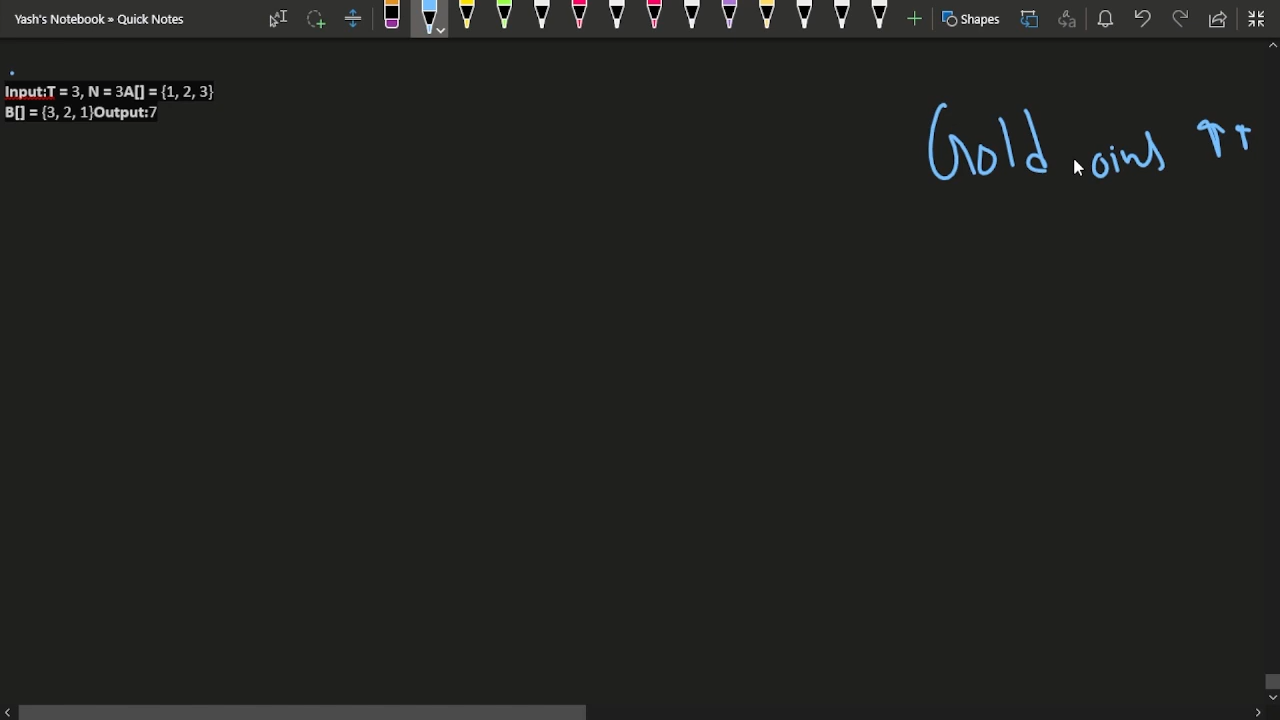 Yash's Notebook » Quick Notes
Shapes
Input:T = 3, N = 3A[] = {1, 2, 3}
B[] = {3, 2, 1}Output:7
Gold oins ↑↑